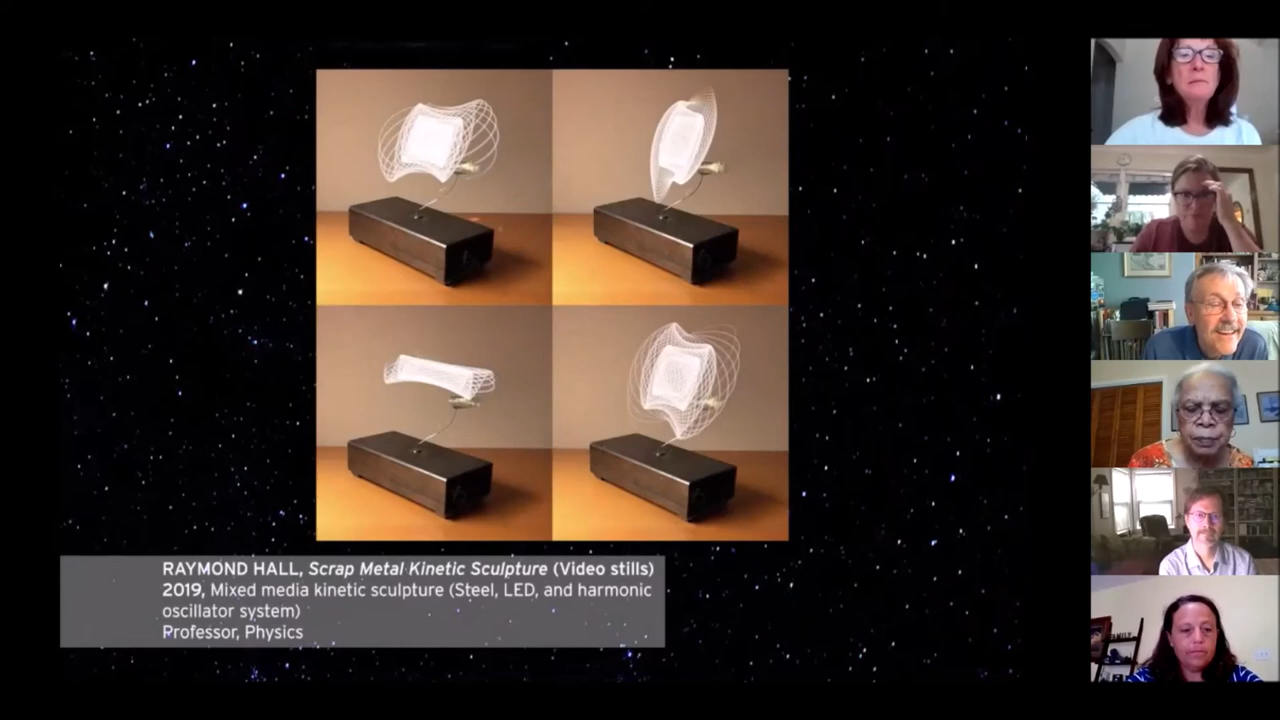 RAYMOND HALL, Scrap Metal Kinetic Sculpture (Video stills)
2019, Mixed media kinetic sculpture (Steel, LED, and harmonic
oscillator system)
Professor, Physics
FAMILY